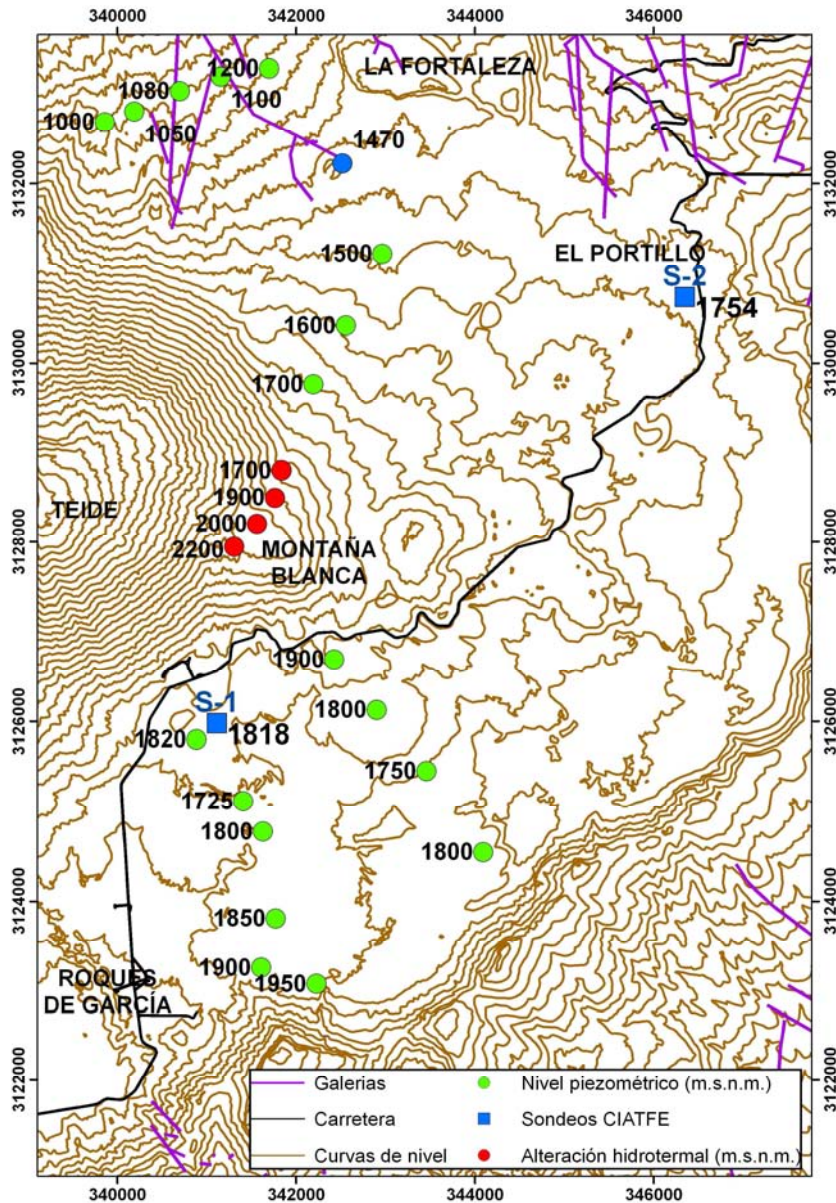 340000 342000 344000 346000
1200
LA FORTALEZA
1080
1100
1000
1050
1470
3132000
3132000
1500
EL PORTILLO
S-2
1754
1600
3130000
3130000
1700
1700
1900
TEIDE
2000
2200
MONTAÑA
BLANCA
3128000
3128000
1900
1800
S-1
1818
3126000
3126000
1820
1750
1725
1800
1800
3124000
3124000
1850
1900
1950
ROQUES
DE GARCÍA
3122000
3122000
Galerias
Nivel piezométrico (m.s.n.m.)
Carretera
Sondeos CIATFE
Curvas de nivel
Alteración hidrotermal (m.s.n.m.)
340000 342000 344000 346000